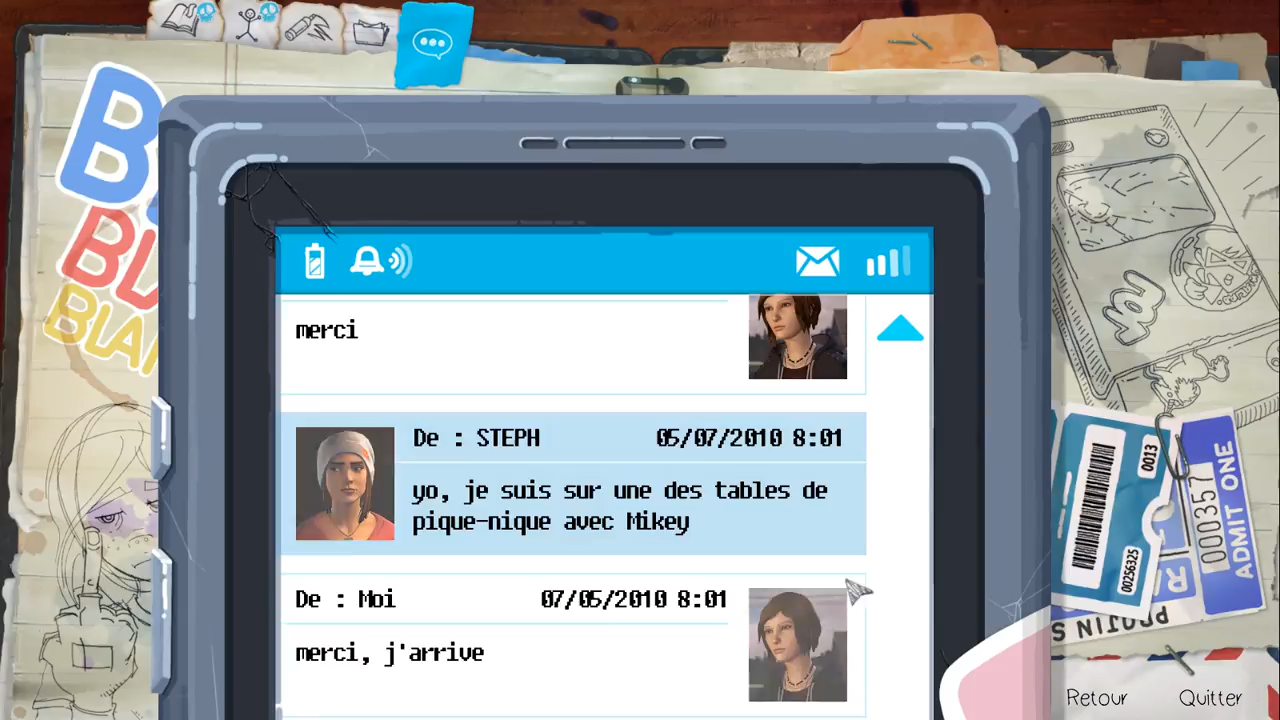 merci
De : STEPH 05/07/2010 8:01
yo, je suis sur une des tables de
pique-nique avec Mikey
De : Moi 07/05/2010 8:01
merci, j'arrive
0013
00256325
000357
ADMIT ONE
Retour Quitter